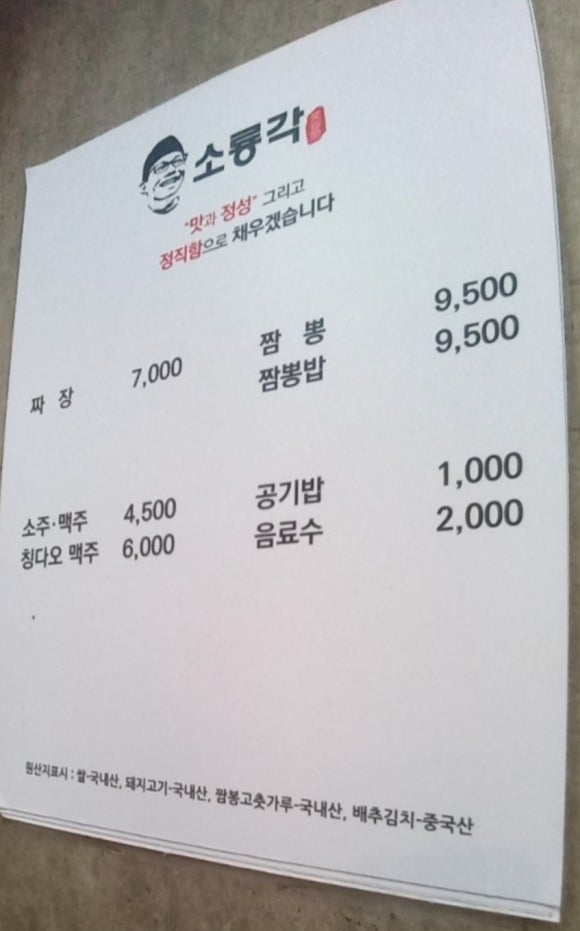 소룡각
"맛과 정성" 그리고
정직함으로 채우겠습니다
짜 장 7,000
짬 뽕 9,500
짬뽕밥 9,500
소주·맥주 4,500
칭다오 맥주 6,000
공기밥 1,000
음료수 2,000
원산지표시 : 쌀-국내산, 돼지고기-국내산, 짬봉고춧가루-국내산, 배추김치-중국산